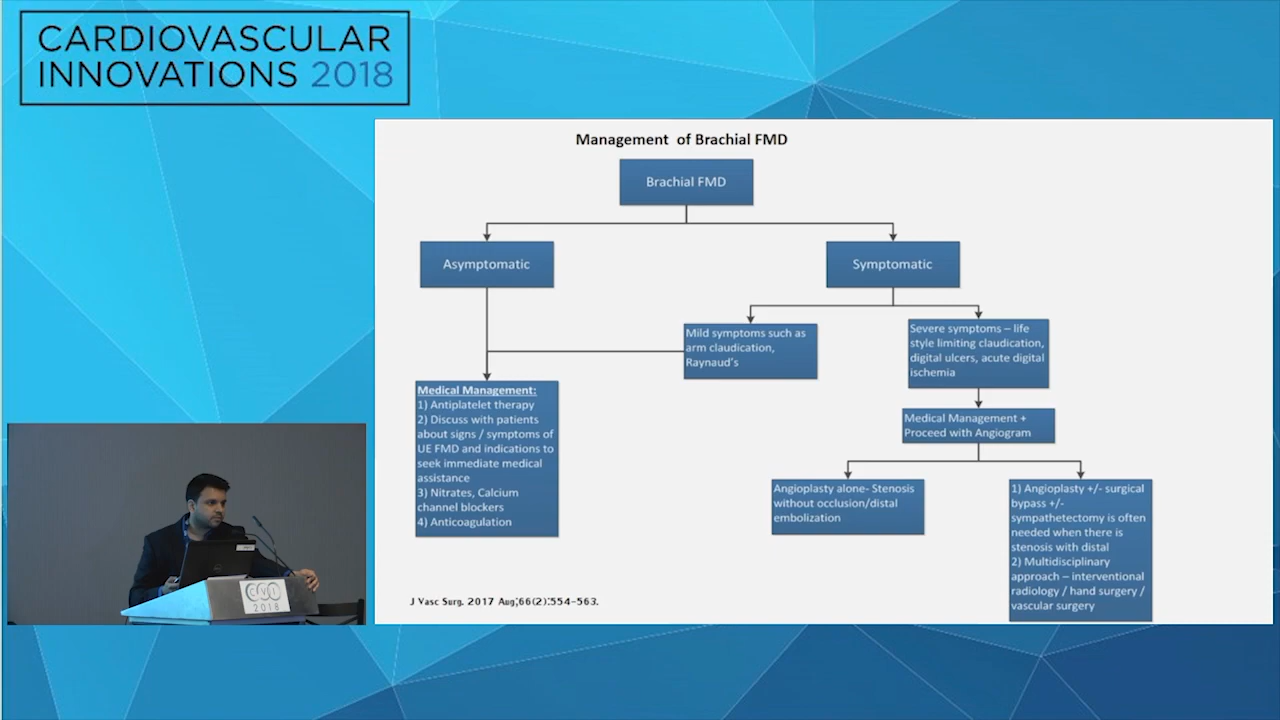 CARDIOVASCULAR
INNOVATIONS 2018
Management of Brachial FMD
Brachial FMD
Asymptomatic
Symptomatic
Mild symptoms such as
arm claudication,
Raynaud's
Severe symptoms – life
style limiting claudication,
digital ulcers, acute digital
ischemia
Medical Management:
1) Antiplatelet therapy
2) Discuss with patients
about signs / symptoms of
UE FMD and indications to
seek immediate medical
assistance
3) Nitrates, Calcium
channel blockers
4) Anticoagulation
Medical Management +
Proceed with Angiogram
Angioplasty alone- Stenosis
without occlusion/distal
embolization
1) Angioplasty +/- surgical
bypass +/-
sympathetectomy is often
needed when there is
stenosis with distal
2) Multidisciplinary
approach – interventional
radiology / hand surgery /
vascular surgery
J Vasc Surg. 2017 Aug;66(2):554-563.
CVI
2018